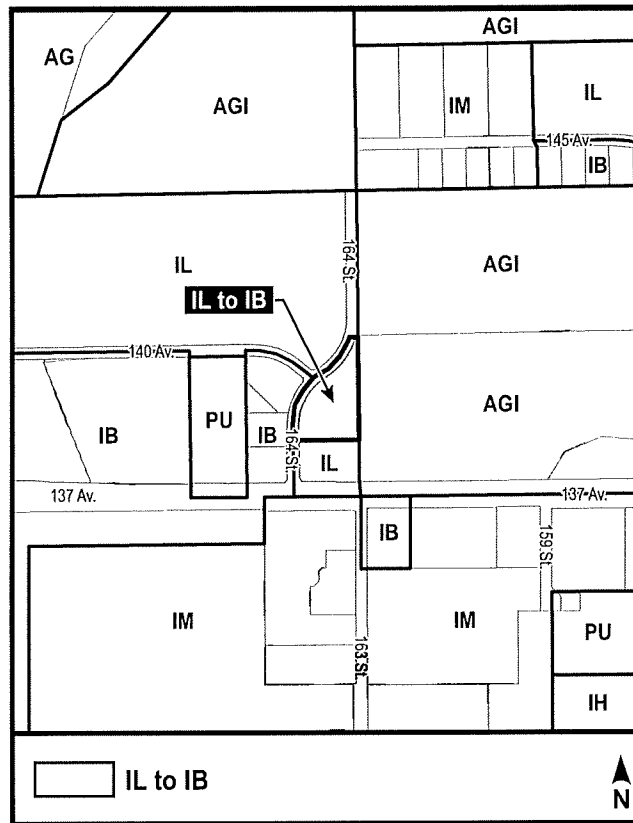 AGI
AG
AGI
IM
IL
145 Av.
IB
IL
164 St.
AGI
IL to IB
140 Av.
PU
IB
IB
164 St.
AGI
IL
137 Av.
137 Av.
IB
159 St
IM
163 St
IM
PU
IH
IL to IB
N